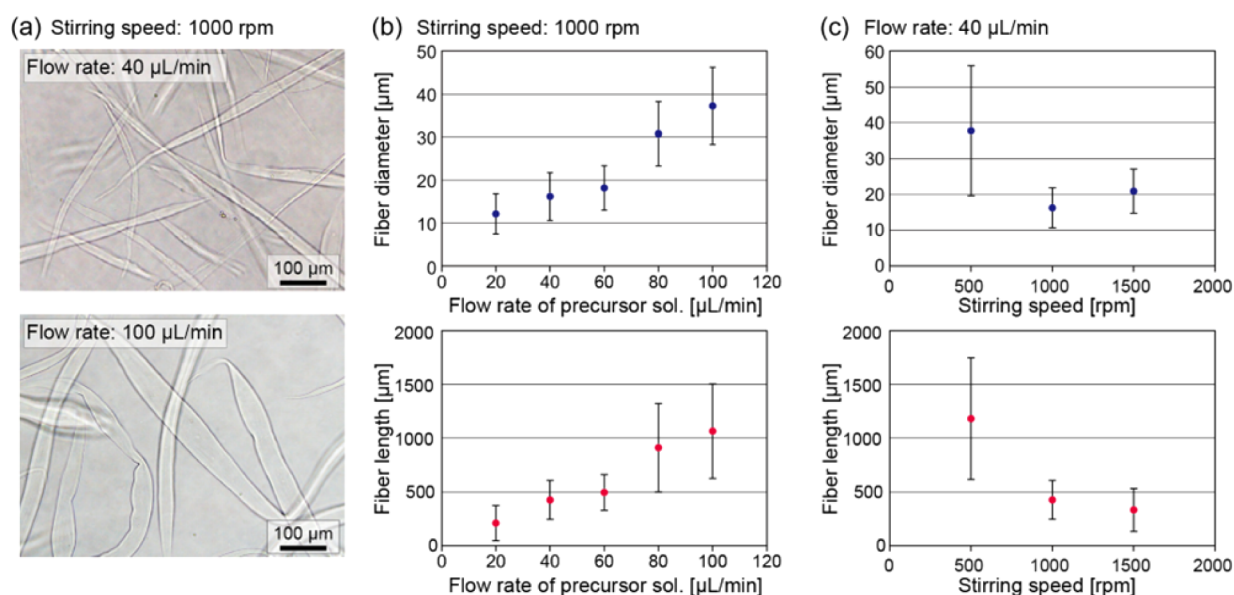 (a) Stirring speed: 1000 rpm
Flow rate: 40 µL/min
100 µm
Flow rate: 100 µL/min
100 µm
(b) Stirring speed: 1000 rpm
Fiber diameter [µm]
50
40
30
20
10
0
0 20 40 60 80 100 120
Flow rate of precursor sol. [µL/min]
Fiber length [µm]
2000
1500
1000
500
0
0 20 40 60 80 100 120
Flow rate of precursor sol. [µL/min]
(c) Flow rate: 40 µL/min
Fiber diameter [µm]
60
50
40
30
20
10
0
0 500 1000 1500 2000
Stirring speed [rpm]
Fiber length [µm]
2000
1500
1000
500
0
0 500 1000 1500 2000
Stirring speed [rpm]